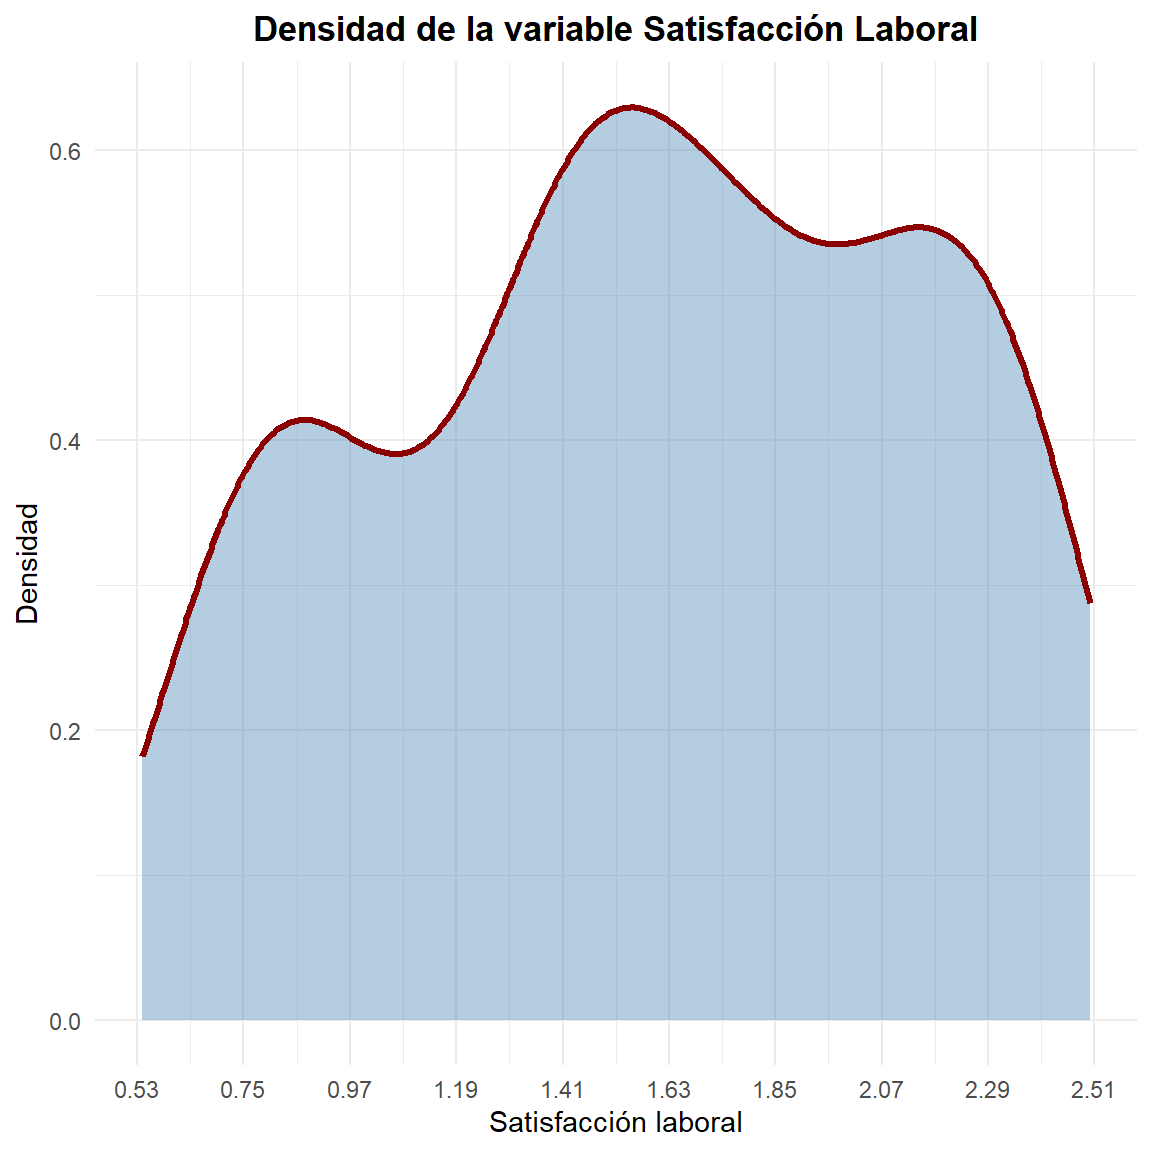 Densidad de la variable Satisfacción Laboral
Densidad
0.6
0.4
0.2
0.0
0.53 0.75 0.97 1.19 1.41 1.63 1.85 2.07 2.29 2.51
Satisfacción laboral